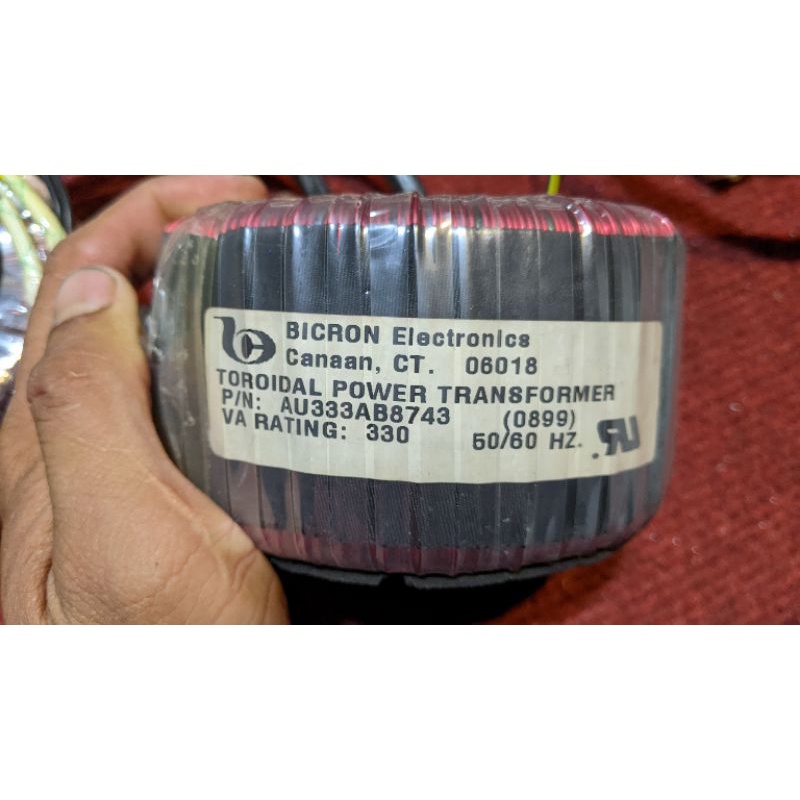 BICRON Electronics
Canaan, CT. 06018
TOROIDAL POWER TRANSFORMER
P/N: AU333AB8743 (0899)
VA RATING: 330 50/60 HZ.